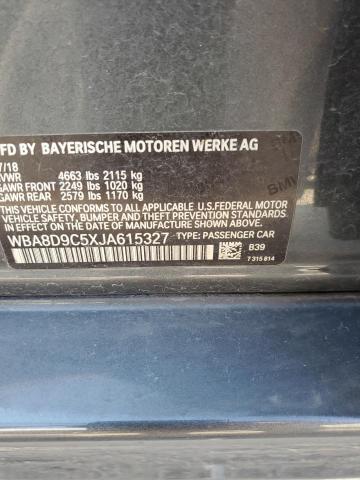 FD BY BAYERISCHE MOTOREN WERKE AG
7/18
VWR 4663 lbs 2115 kg
GAWR FRONT 2249 lbs 1020 kg
GAWR REAR 2579 lbs 1170 kg
THIS VEHICLE CONFORMS TO ALL APPLICABLE U.S.FEDERAL MOTOR
VEHICLE SAFETY, BUMPER, AND THEFT PREVENTION
STANDARDS IN EFFECT ON THE DATE OF MANUFACTURE SHOWN ABOVE.
WBA8D9C5XJA615327 TYPE: PASSENGER CAR
B39
7 315 814